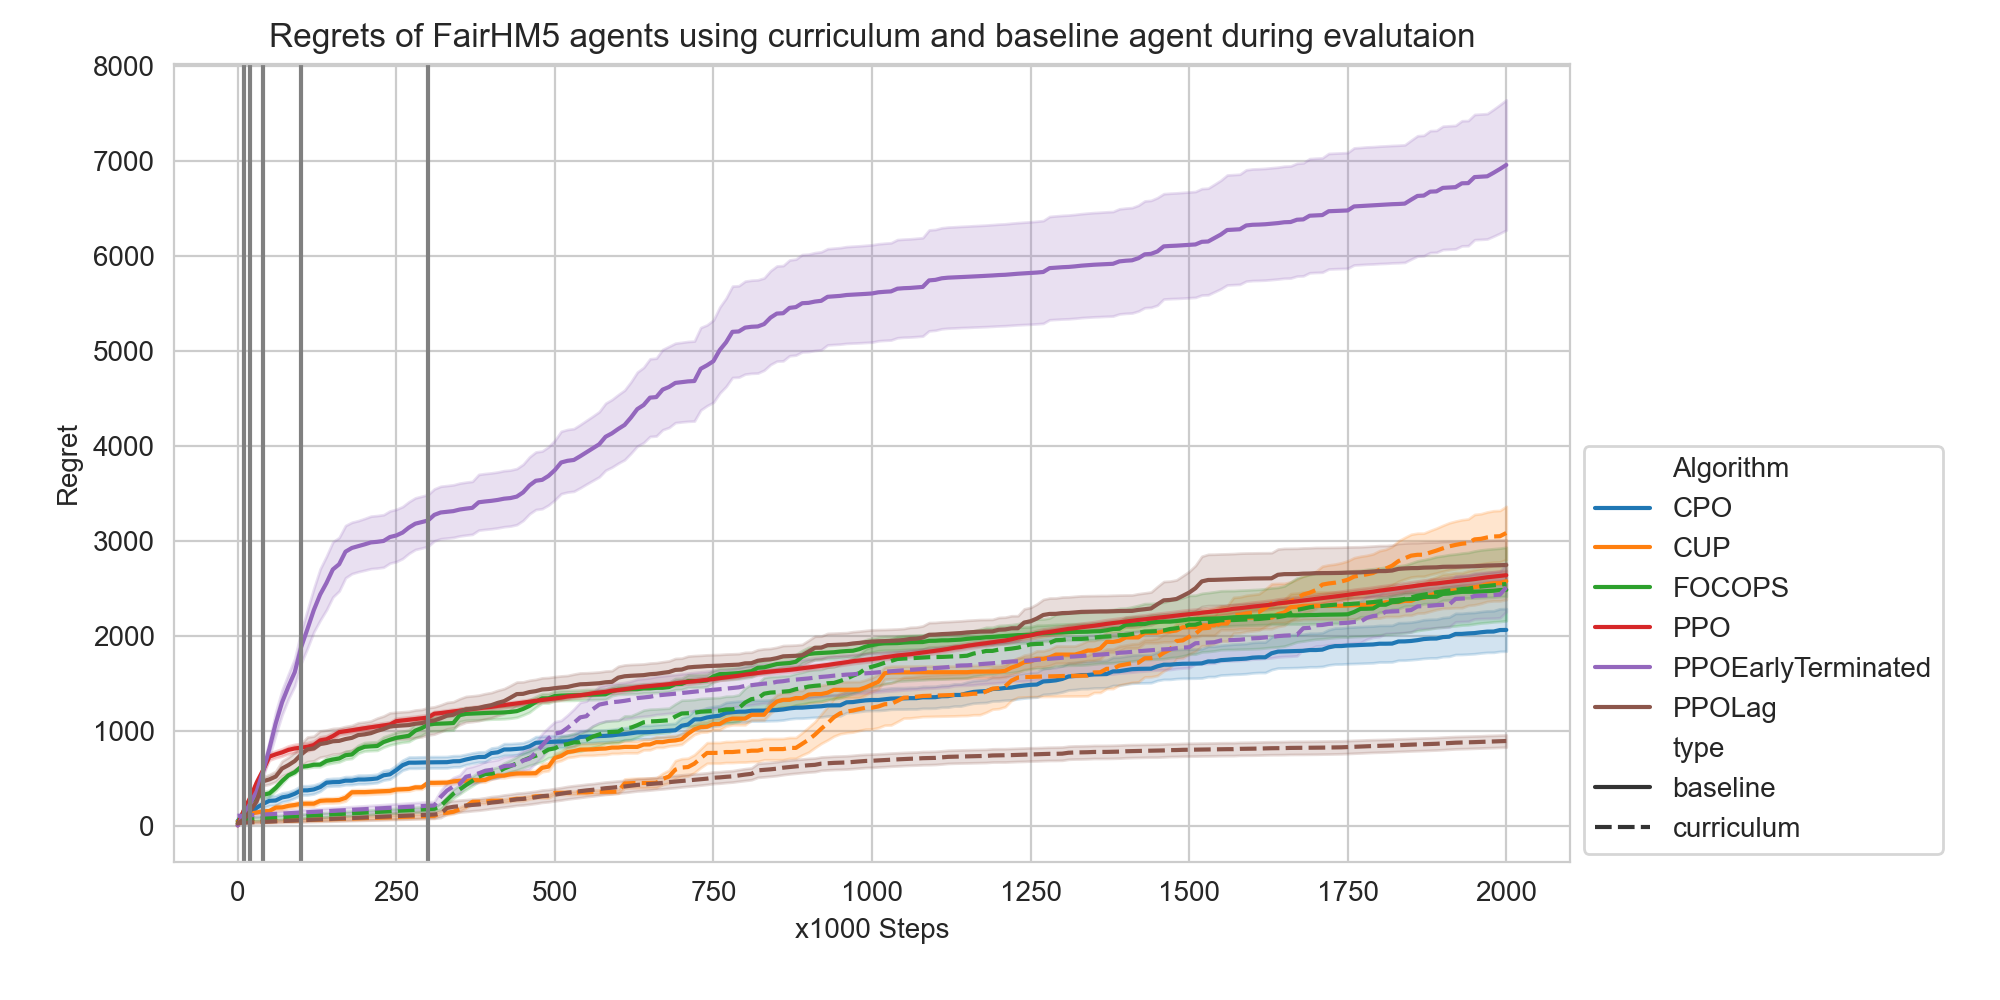 Regrets of FairHM5 agents using curriculum and baseline agent during evalutaion
8000
7000
6000
5000
4000
3000
2000
1000
0
Regret
0 250 500 750 1000 1250 1500 1750 2000
x1000 Steps
Algorithm
CPO
CUP
FOCOPS
PPO
PPOEarlyTerminated
PPOLag
type
baseline
curriculum